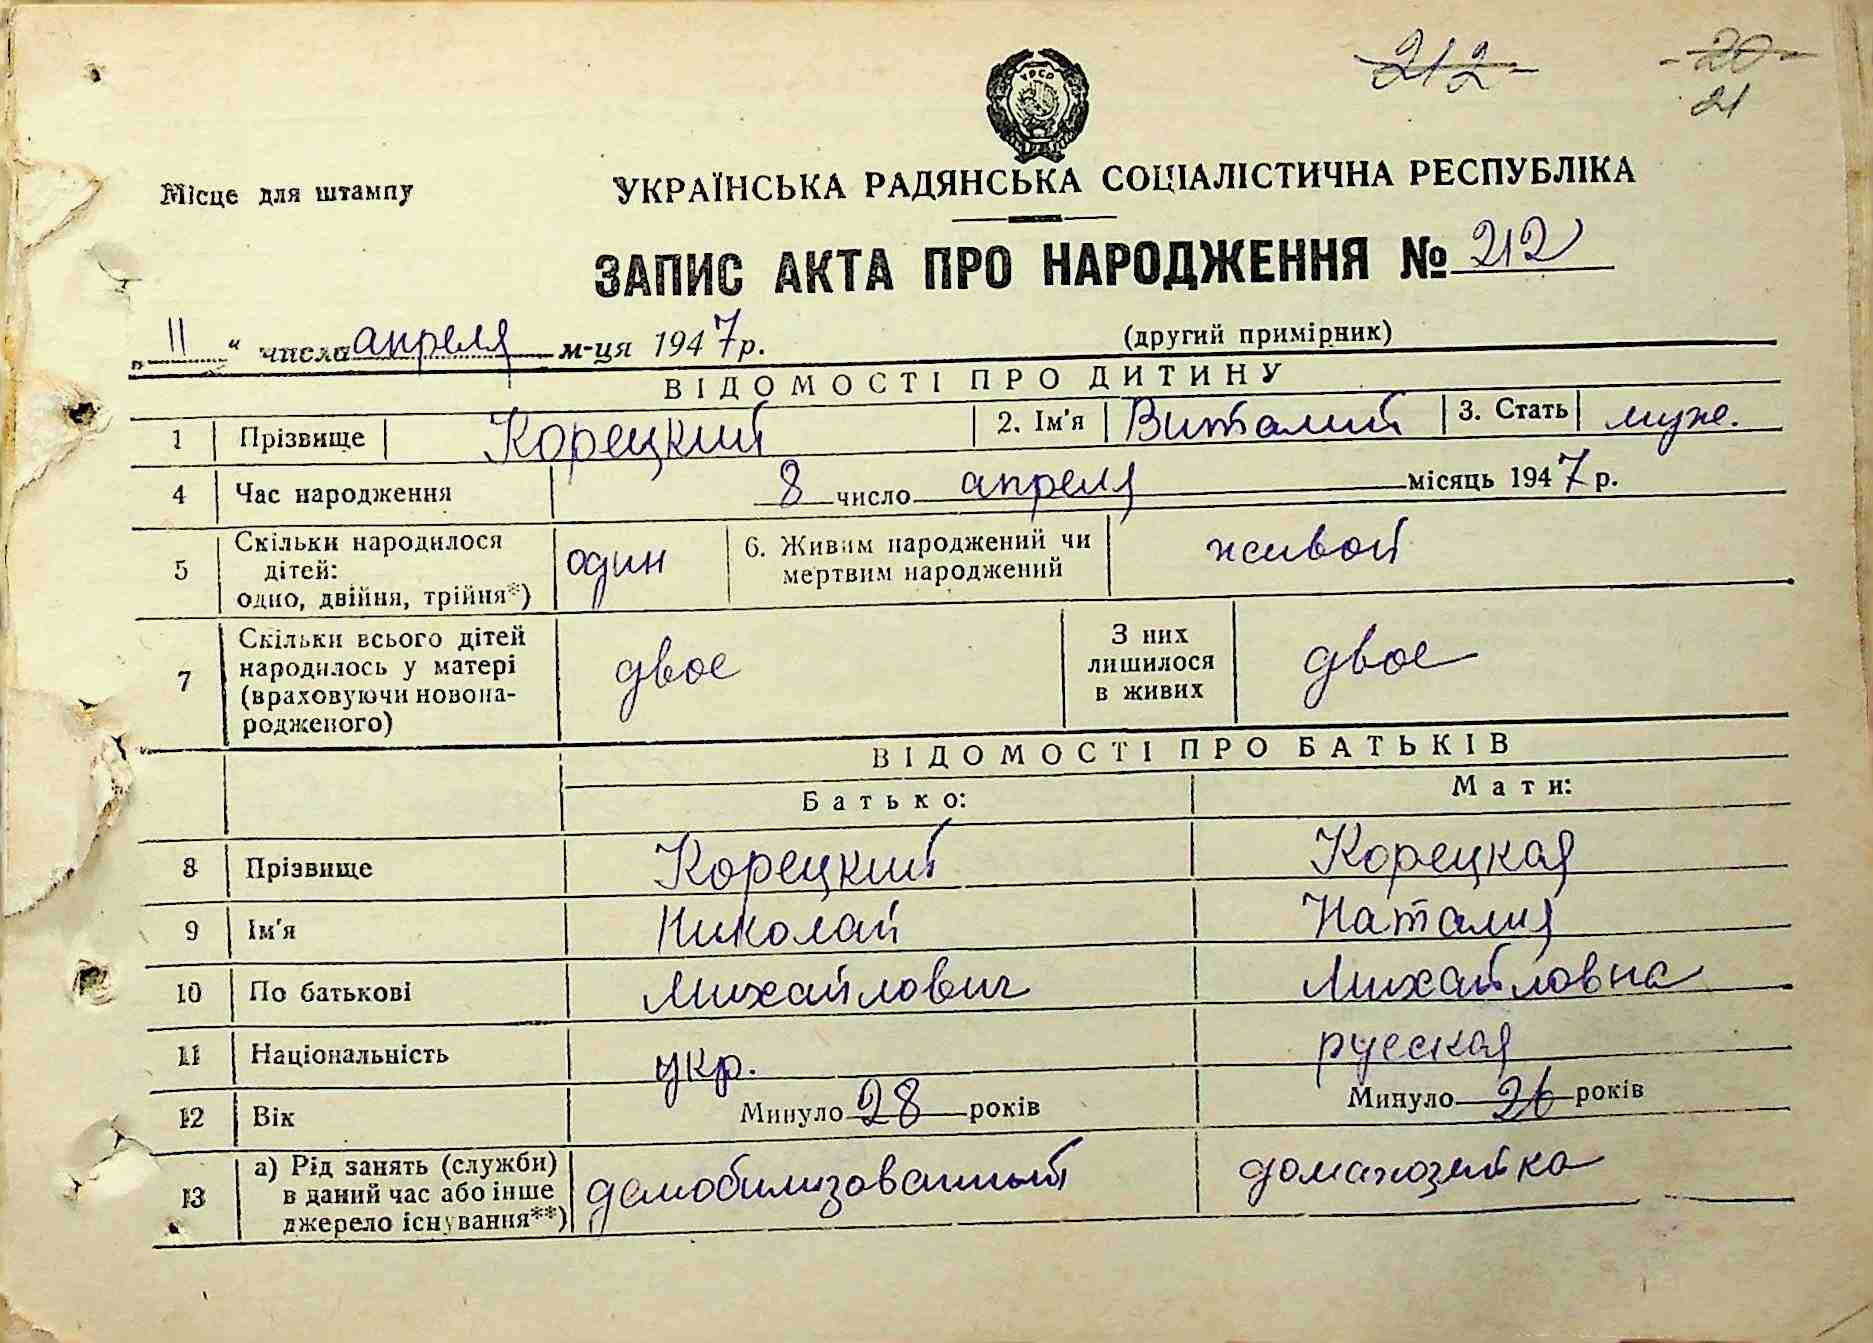 212 - 20 -
21
УРСР
Місце для штампу
УКРАЇНСЬКА РАДЯНСЬКА СОЦІАЛІСТИЧНА РЕСПУБЛІКА
ЗАПИС АКТА ПРО НАРОДЖЕННЯ № 212
„11“ числа апреля м-ця 1947 р. (другий примірник)
ВІДОМОСТІ ПРО ДИТИНУ
1 Прізвище Корецкий 2. Ім'я Виталий 3. Стать муж.
4 Час народження 8 число апреля місяць 1947 р.
5 Скільки народилося дітей: одно, двійня, трійня*) один 6. Живим народжений чи мертвим народжений живой
7 Скільки всього дітей народилось у матері (враховуючи новонародженого) двое З них лишилося в живих двое
ВІДОМОСТІ ПРО БАТЬКІВ
Батько: Мати:
8 Прізвище Корецкий Корецкая
9 Ім'я Николай Наталия
10 По батькові Михайлович Михайловна
11 Національність укр. русская
12 Вік Минуло 28 років Минуло 26 років
13 а) Рід занять (служби) в даний час або інше джерело існування**) демобилизованный домахозяйка